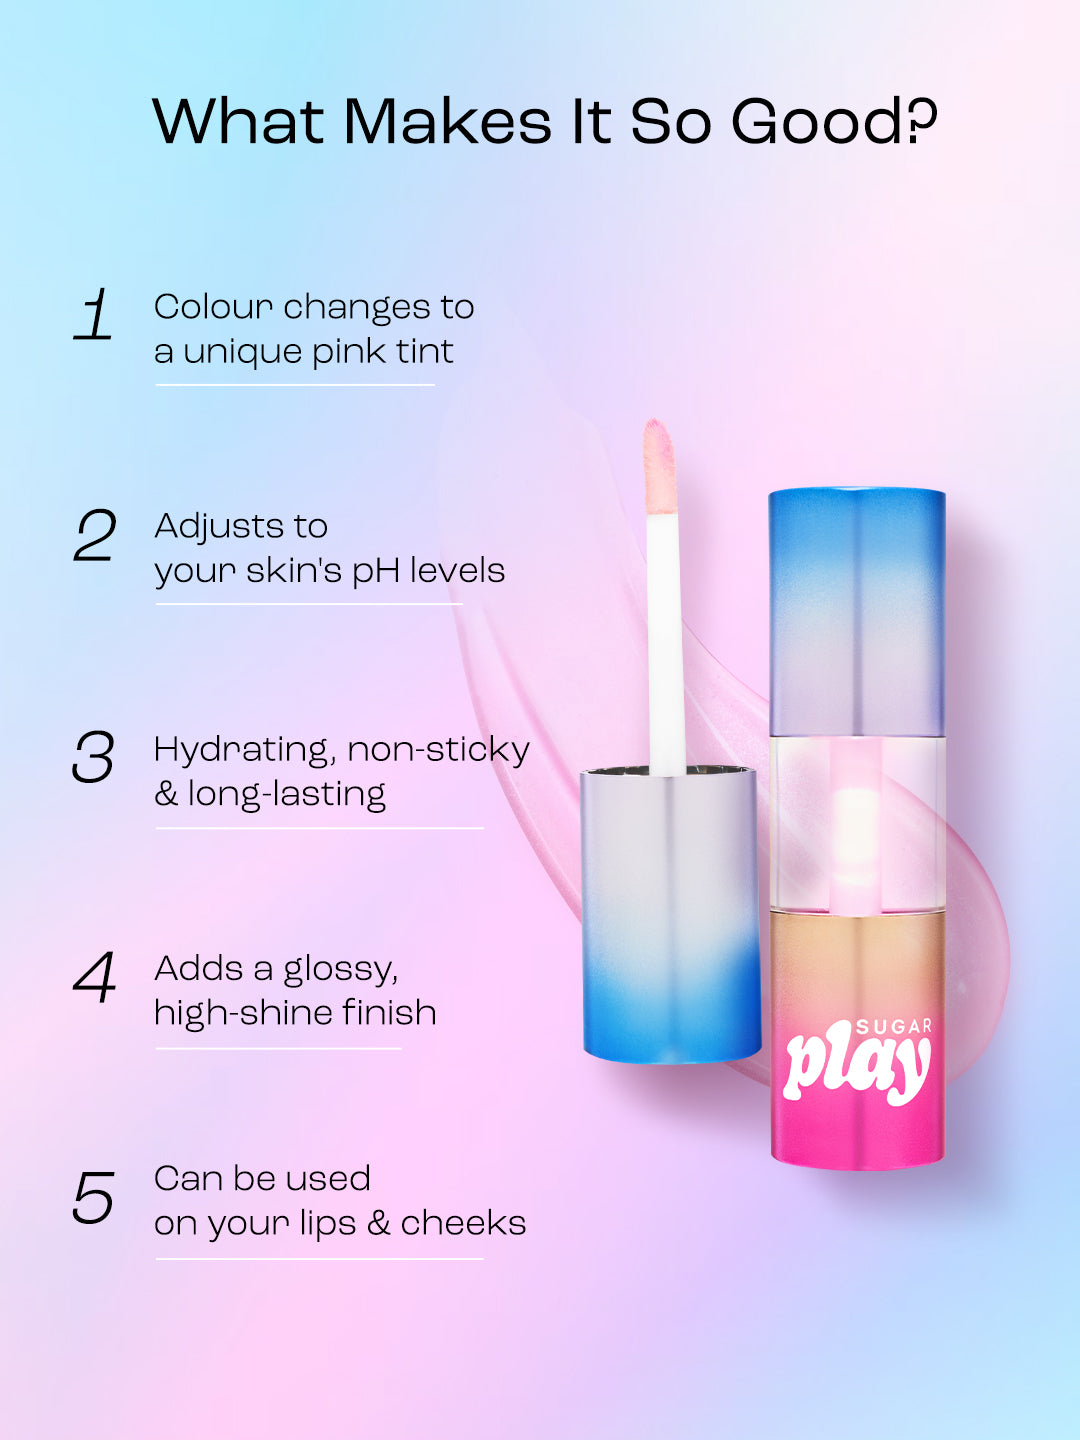 What Makes It So Good?
1
Colour changes to
a unique pink tint
2
Adjusts to
your skin's pH levels
3
Hydrating, non-sticky
& long-lasting
4
Adds a glossy,
high-shine finish
5
Can be used
on your lips & cheeks
SUGAR
play